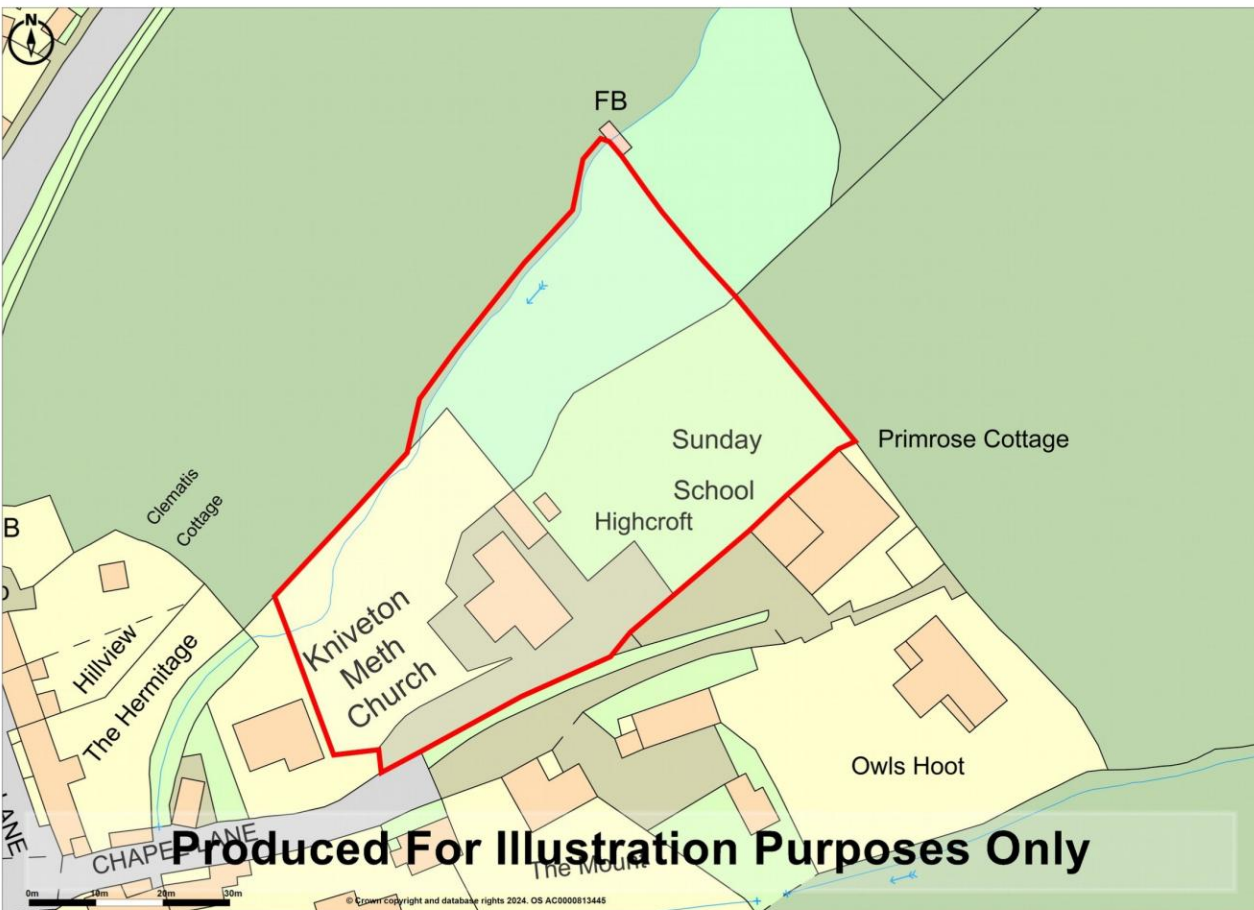 N
FB
Sunday
School
Primrose Cottage
Highcroft
Clematis
Cottage
B
Kniveton
Meth
Church
Hillview
The Hermitage
Owls Hoot
LANE
CHAPEL LANE
The Mount
Produced For Illustration Purposes Only
0m 10m 20m 30m
© Crown copyright and database rights 2024. OS AC0000813445